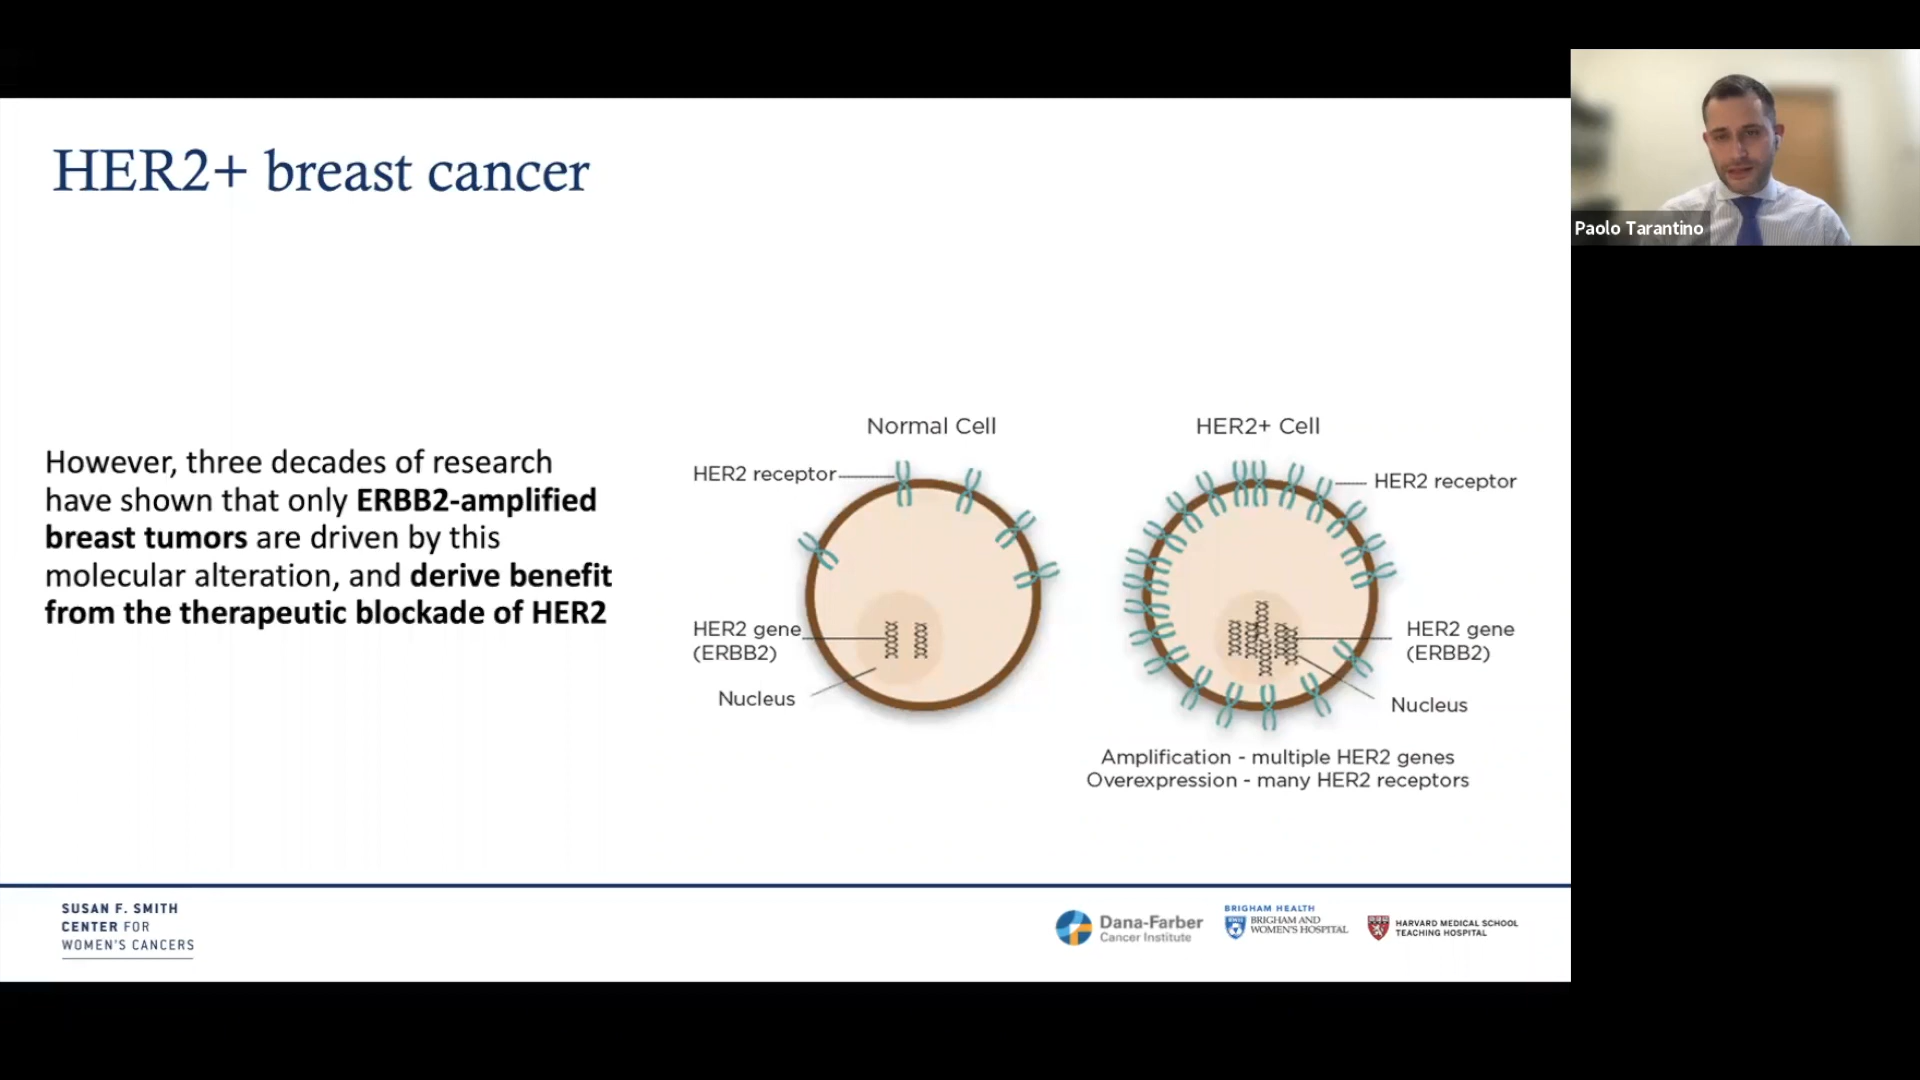 HER2+ breast cancer
Paolo Tarantino
However, three decades of research
have shown that only ERBB2-amplified
breast tumors are driven by this
molecular alteration, and derive benefit
from the therapeutic blockade of HER2
Normal Cell
HER2 receptor
HER2 gene
(ERBB2)
Nucleus
HER2+ Cell
HER2 receptor
HER2 gene
(ERBB2)
Nucleus
Amplification - multiple HER2 genes
Overexpression - many HER2 receptors
SUSAN F. SMITH
CENTER FOR
WOMEN'S CANCERS
Dana-Farber
Cancer Institute
BRIGHAM HEALTH
BRIGHAM AND
WOMEN'S HOSPITAL
HARVARD MEDICAL SCHOOL
TEACHING HOSPITAL